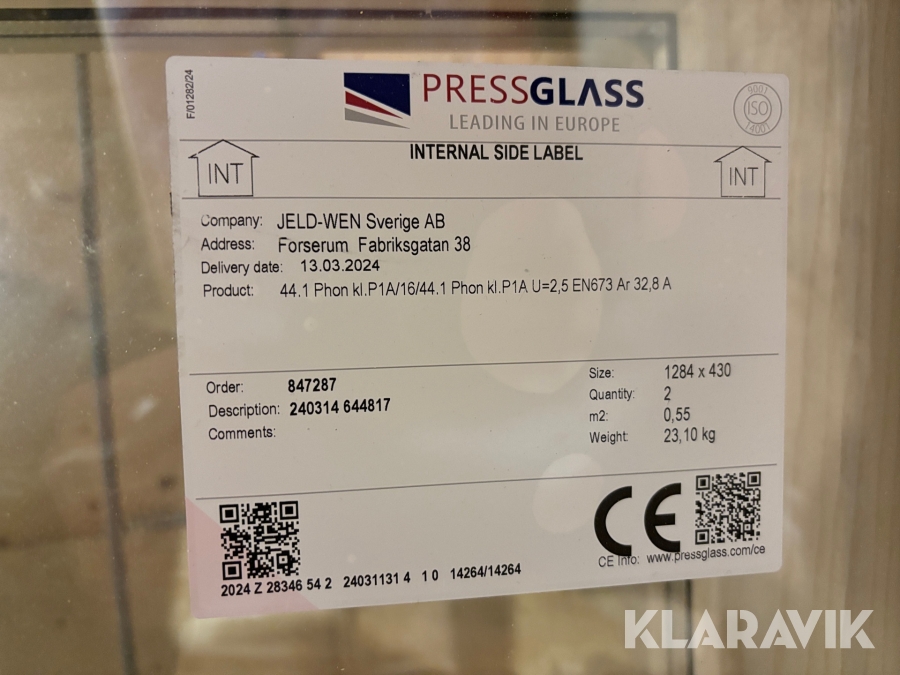 F/01282/24
PRESSGLASS
LEADING IN EUROPE
9001
ISO
14001
INTERNAL SIDE LABEL
INT
INT
Company: JELD-WEN Sverige AB
Address: Forserum Fabriksgatan 38
Delivery date: 13.03.2024
Product: 44.1 Phon kl.P1A/16/44.1 Phon kl.P1A U=2,5 EN673 Ar 32,8 A
Order: 847287
Description: 240314 644817
Comments:
Size: 1284 x 430
Quantity: 2
m2: 0,55
Weight: 23,10 kg
CE
CE Info: www.pressglass.com/ce
2024 Z 28346 54 2 24031131 4 1 0 14264/14264
KLARAVIK